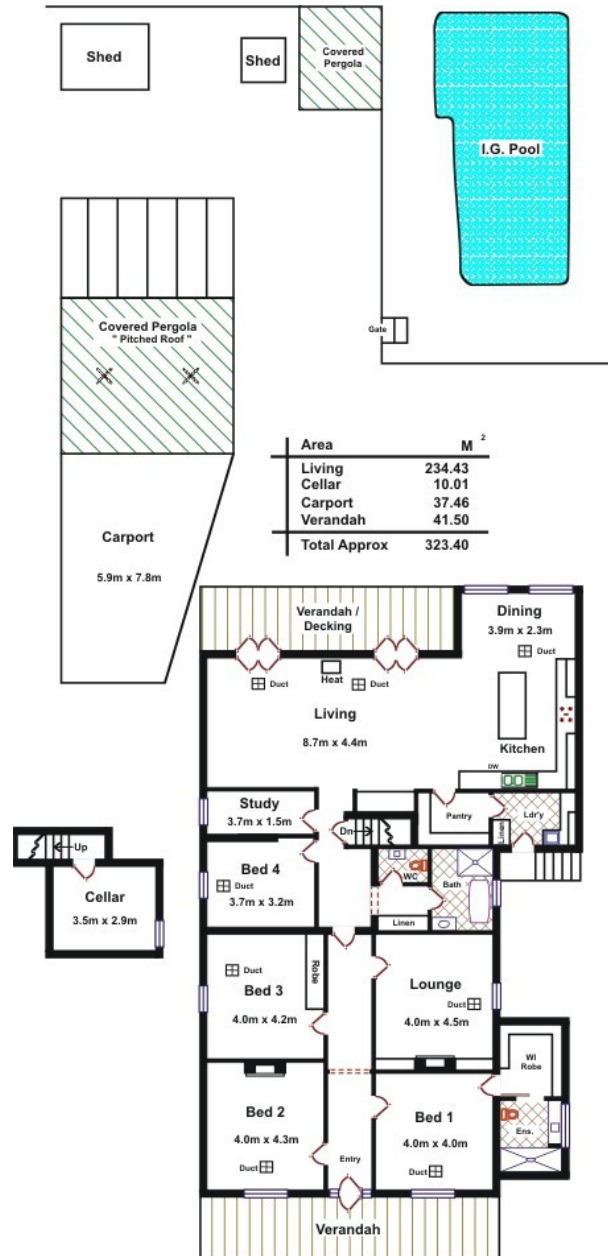 Shed
Shed
Covered
Pergola
I.G. Pool
Covered Pergola
" Pitched Roof "
Gate
Area M 2
Living 234.43
Cellar 10.01
Carport 37.46
Verandah 41.50
Total Approx 323.40
Carport
5.9m x 7.8m
Verandah /
Decking
Dining
3.9m x 2.3m
Duct
Heat
Duct
Duct
Living
8.7m x 4.4m
Kitchen
DW
Study
3.7m x 1.5m
Pantry
Linen
Ldr'y
Dn
Up
Cellar
3.5m x 2.9m
Bed 4
Duct
3.7m x 3.2m
WC
Bath
Linen
Duct
Bed 3
4.0m x 4.2m
Robe
Lounge
Duct
4.0m x 4.5m
WI
Robe
Ens.
Bed 2
4.0m x 4.3m
Duct
Entry
Bed 1
4.0m x 4.0m
Duct
Verandah